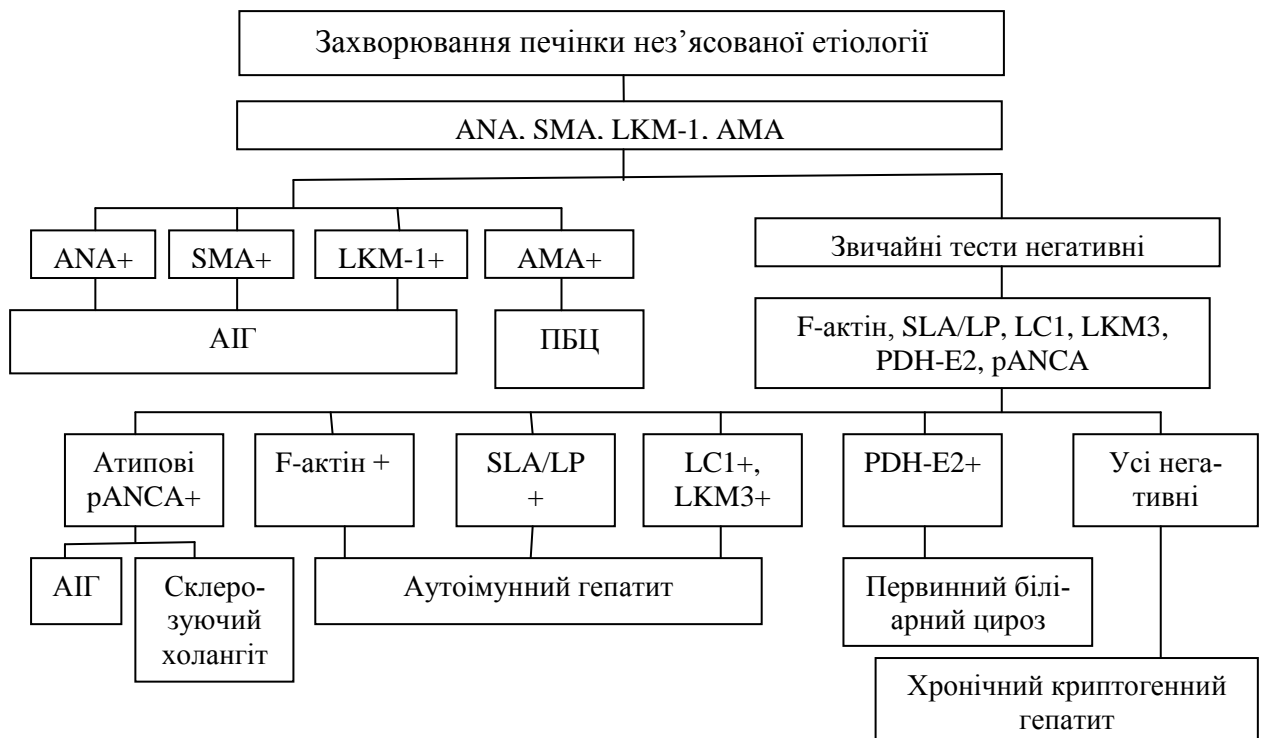 Захворювання печінки нез’ясованої етіології
ANA, SMA, LKM-1, AMA
ANA+
SMA+
LKM-1+
AMA+
Звичайні тести негативні
АІГ
ПБЦ
F-актін, SLA/LP, LC1, LKM3,
PDH-E2, pANCA
Атипові
pANCA+
F-актін +
SLA/LP
+
LC1+,
LKM3+
PDH-E2+
Усі нега-
тивні
АІГ
Склеро-
зуючий
холангіт
Аутоімунний гепатит
Первинний білі-
арний цироз
Хронічний криптогенний
гепатит